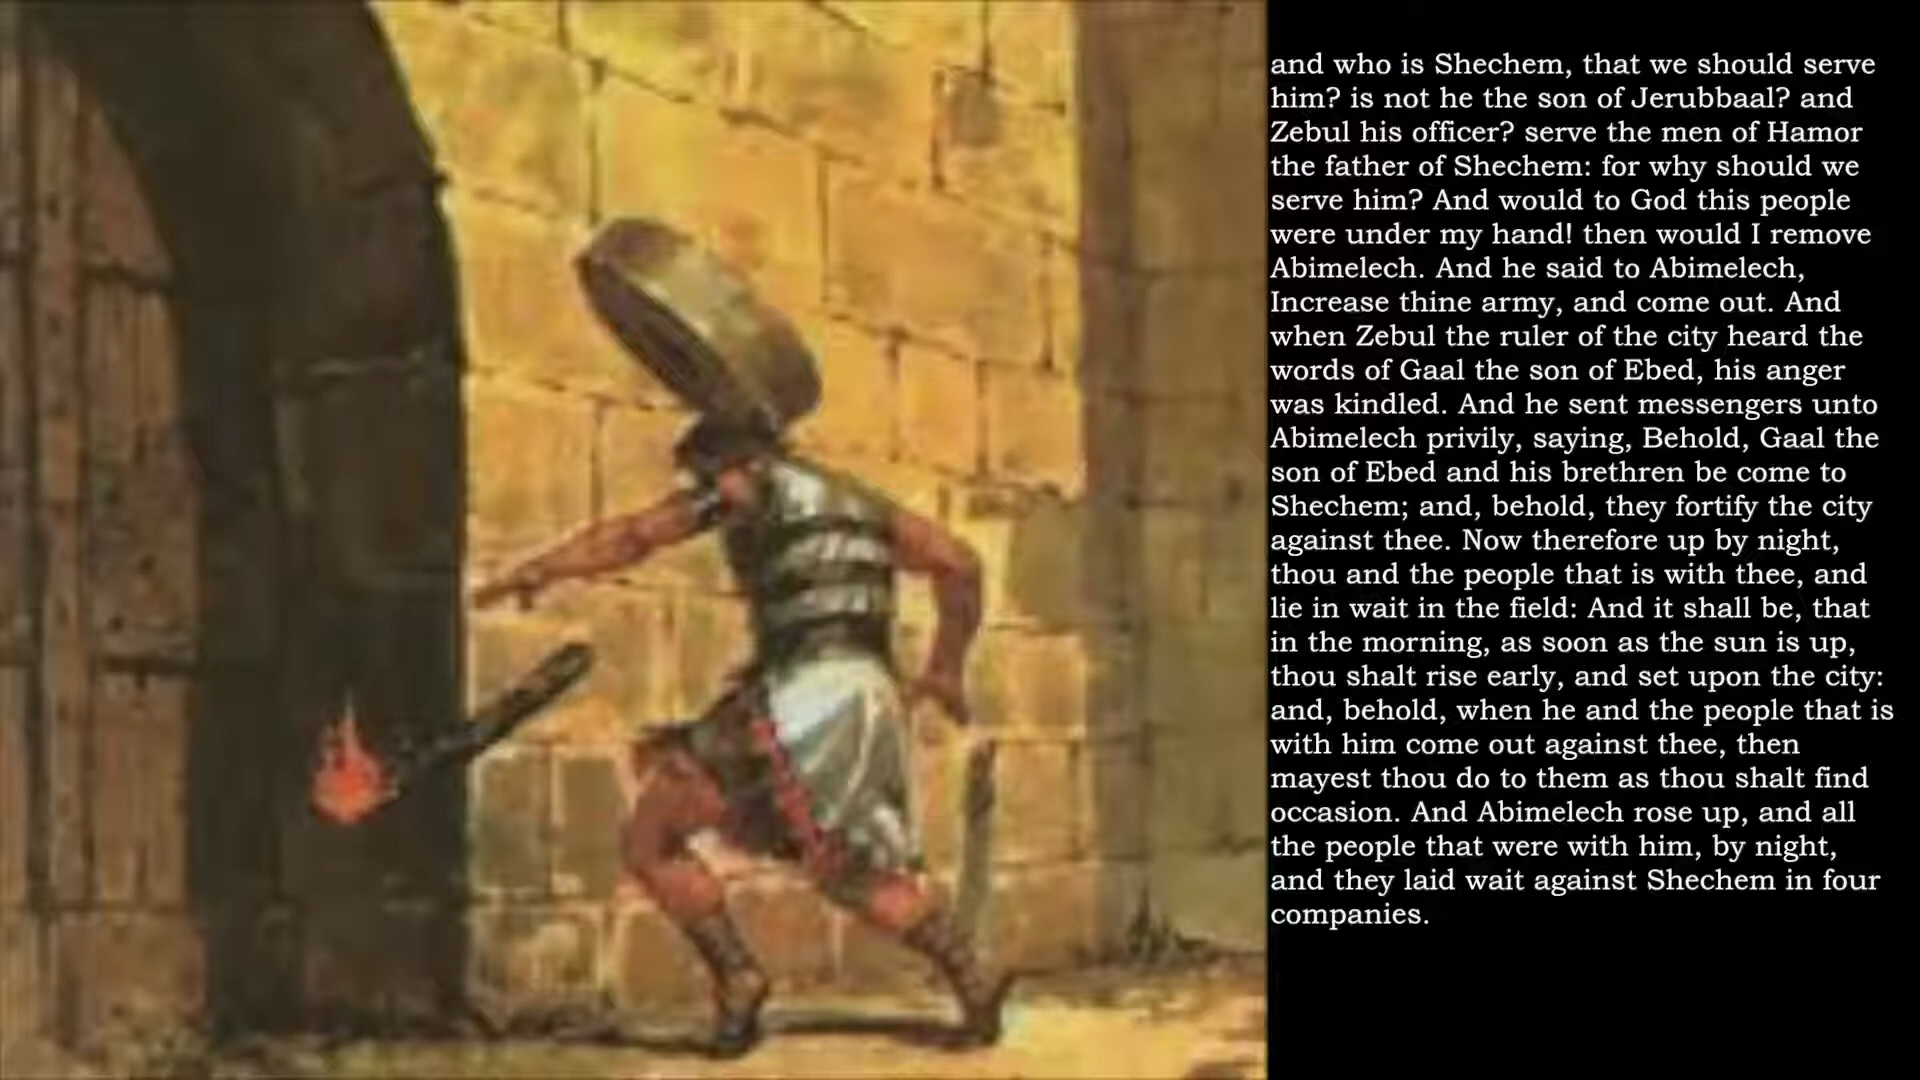 and who is Shechem, that we should serve
him? is not he the son of Jerubbaal? and
Zebul his officer? serve the men of Hamor
the father of Shechem: for why should we
serve him? And would to God this people
were under my hand! then would I remove
Abimelech. And he said to Abimelech,
Increase thine army, and come out. And
when Zebul the ruler of the city heard the
words of Gaal the son of Ebed, his anger
was kindled. And he sent messengers unto
Abimelech privily, saying, Behold, Gaal the
son of Ebed and his brethren be come to
Shechem; and, behold, they fortify the city
against thee. Now therefore up by night,
thou and the people that is with thee, and
lie in wait in the field: And it shall be, that
in the morning, as soon as the sun is up,
thou shalt rise early, and set upon the city:
and, behold, when he and the people that is
with him come out against thee, then
mayest thou do to them as thou shalt find
occasion. And Abimelech rose up, and all
the people that were with him, by night,
and they laid wait against Shechem in four
companies.